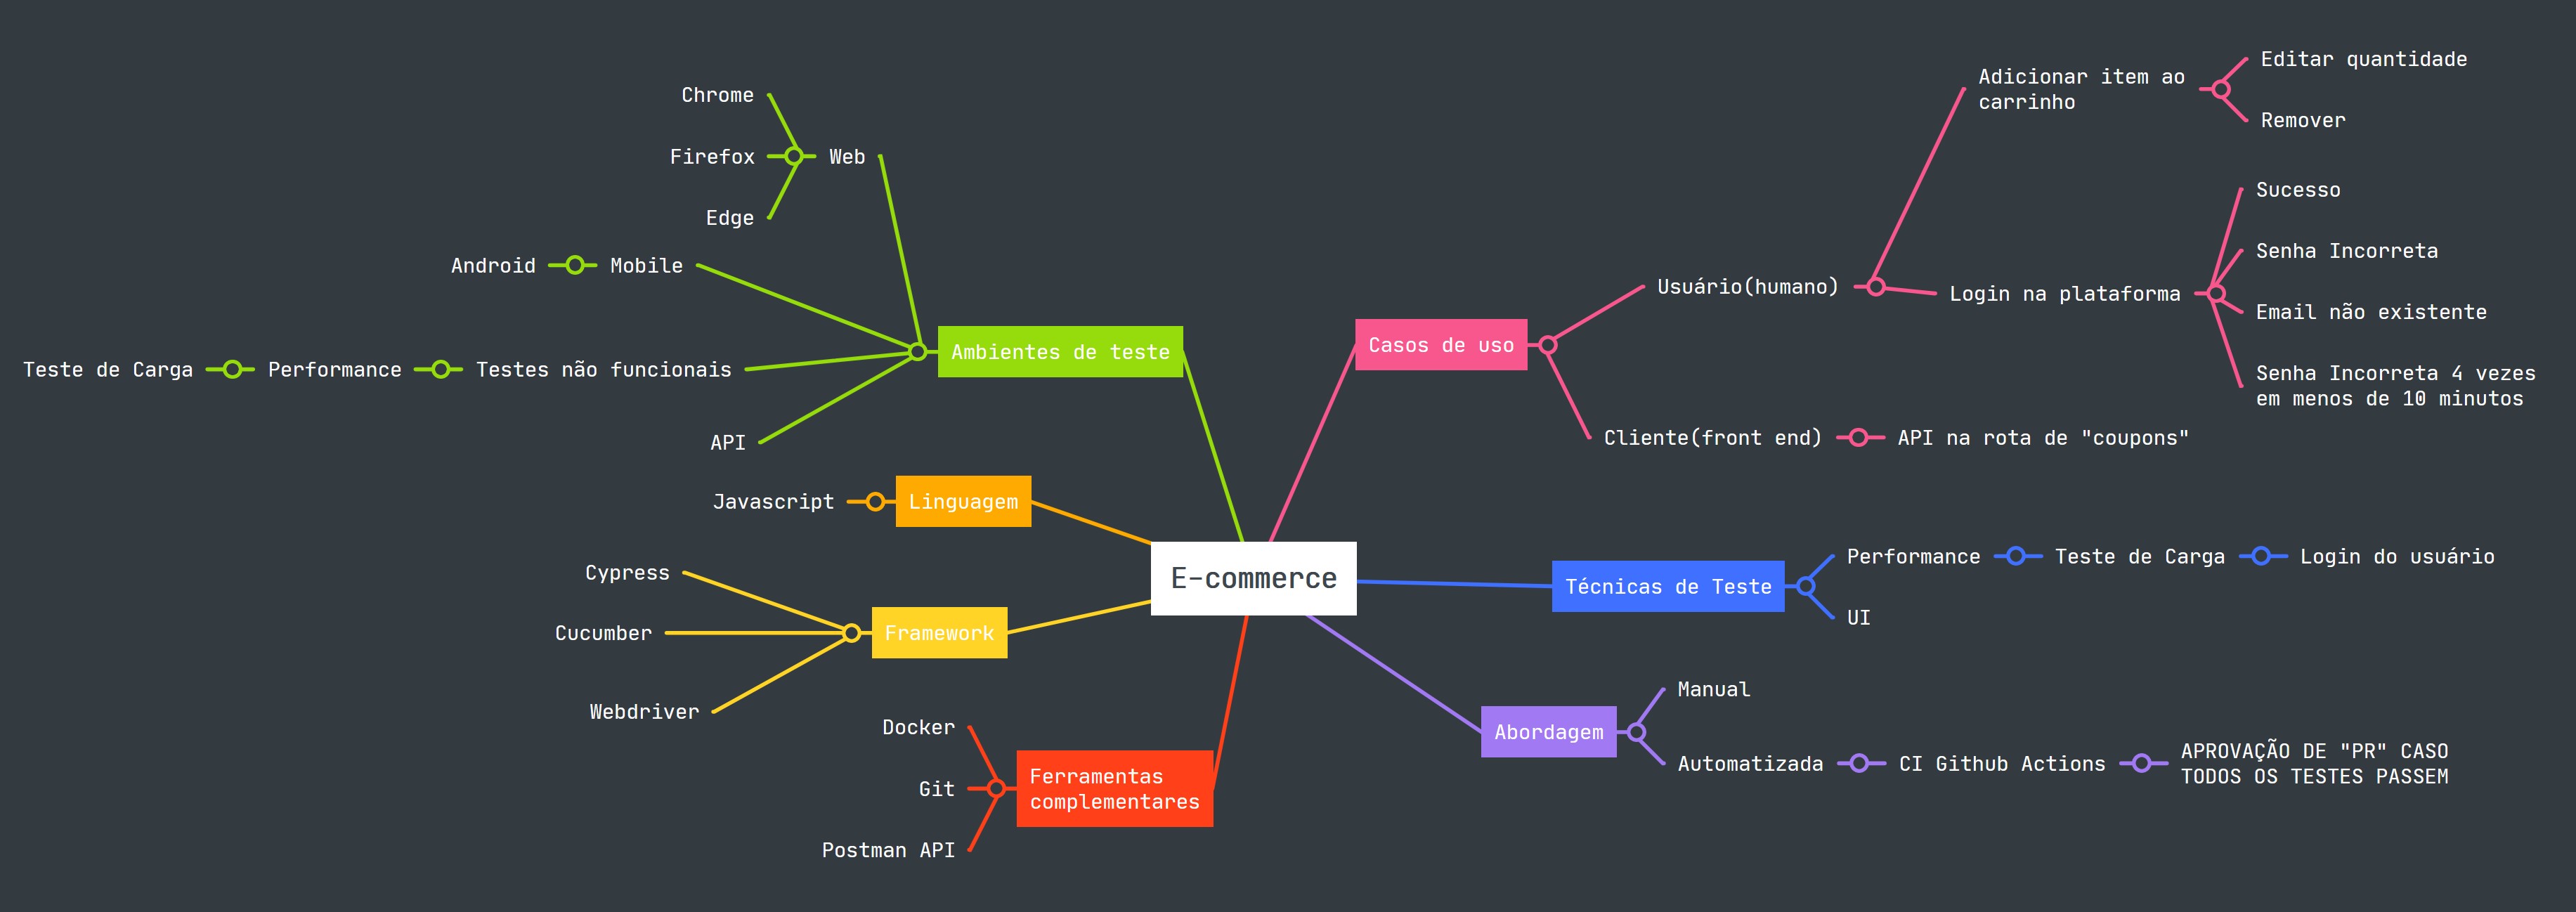 Chrome
Firefox
Edge
Web
Android
Mobile
Teste de Carga
Performance
Testes não funcionais
API
Ambientes de teste
Javascript
Linguagem
Cypress
Cucumber
Webdriver
Framework
Docker
Git
Postman API
Ferramentas
complementares
E-commerce
Casos de uso
Usuário(humano)
Adicionar item ao
carrinho
Editar quantidade
Remover
Login na plataforma
Sucesso
Senha Incorreta
Email não existente
Senha Incorreta 4 vezes
em menos de 10 minutos
Cliente(front end)
API na rota de "coupons"
Técnicas de Teste
Performance
Teste de Carga
Login do usuário
UI
Abordagem
Manual
Automatizada
CI Github Actions
APROVAÇÃO DE "PR" CASO
TODOS OS TESTES PASSEM